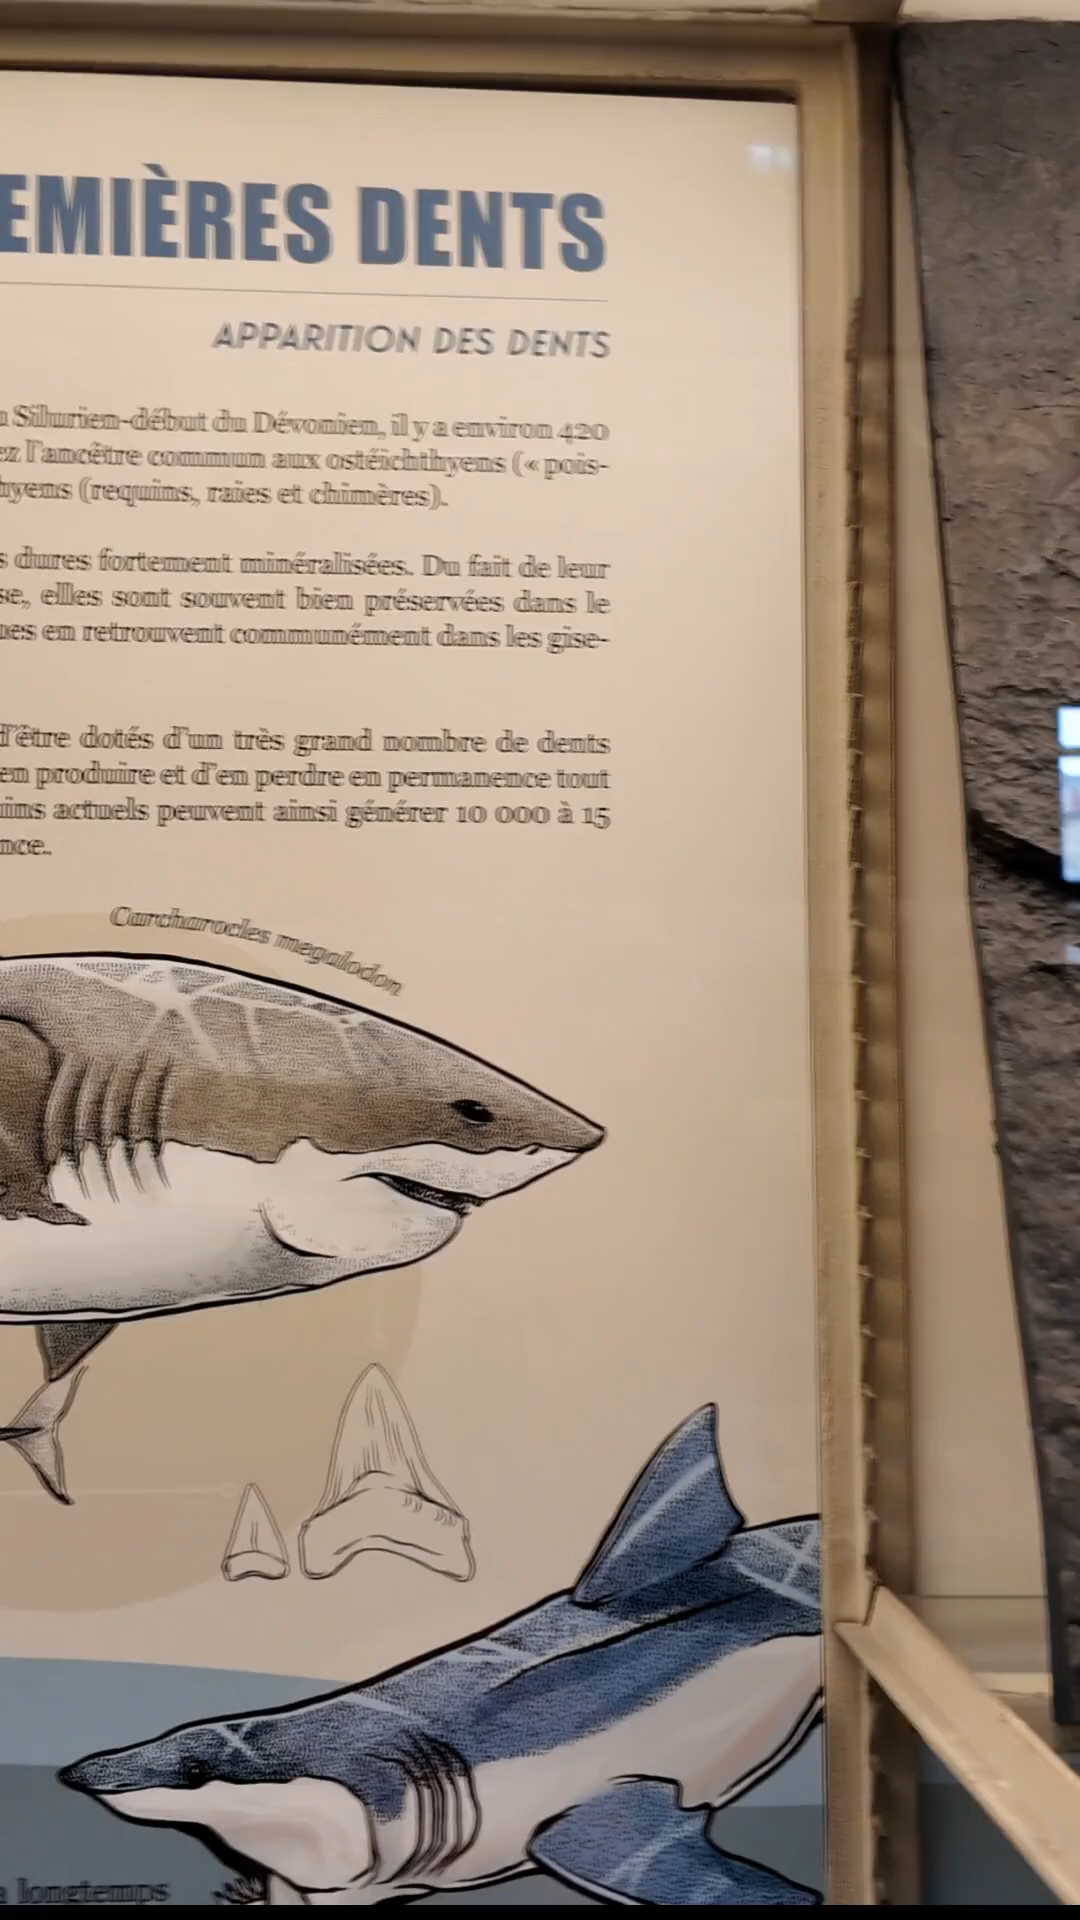 EMIÈRES DENTS
APPARITION DES DENTS
Silurien-début du Dévonien, il y a environ 420
ez l'ancêtre commun aux ostéichthyens (« pois-
hyens (requins, raies et chimères).
s dures fortement minéralisées. Du fait de leur
se, elles sont souvent bien préservées dans le
ues en retrouvent communément dans les gise-
d'être dotés d'un très grand nombre de dents
en produire et d'en perdre en permanence tout
uins actuels peuvent ainsi générer 10 000 à 15
nce.
Carcharocles megalodon
longtemps